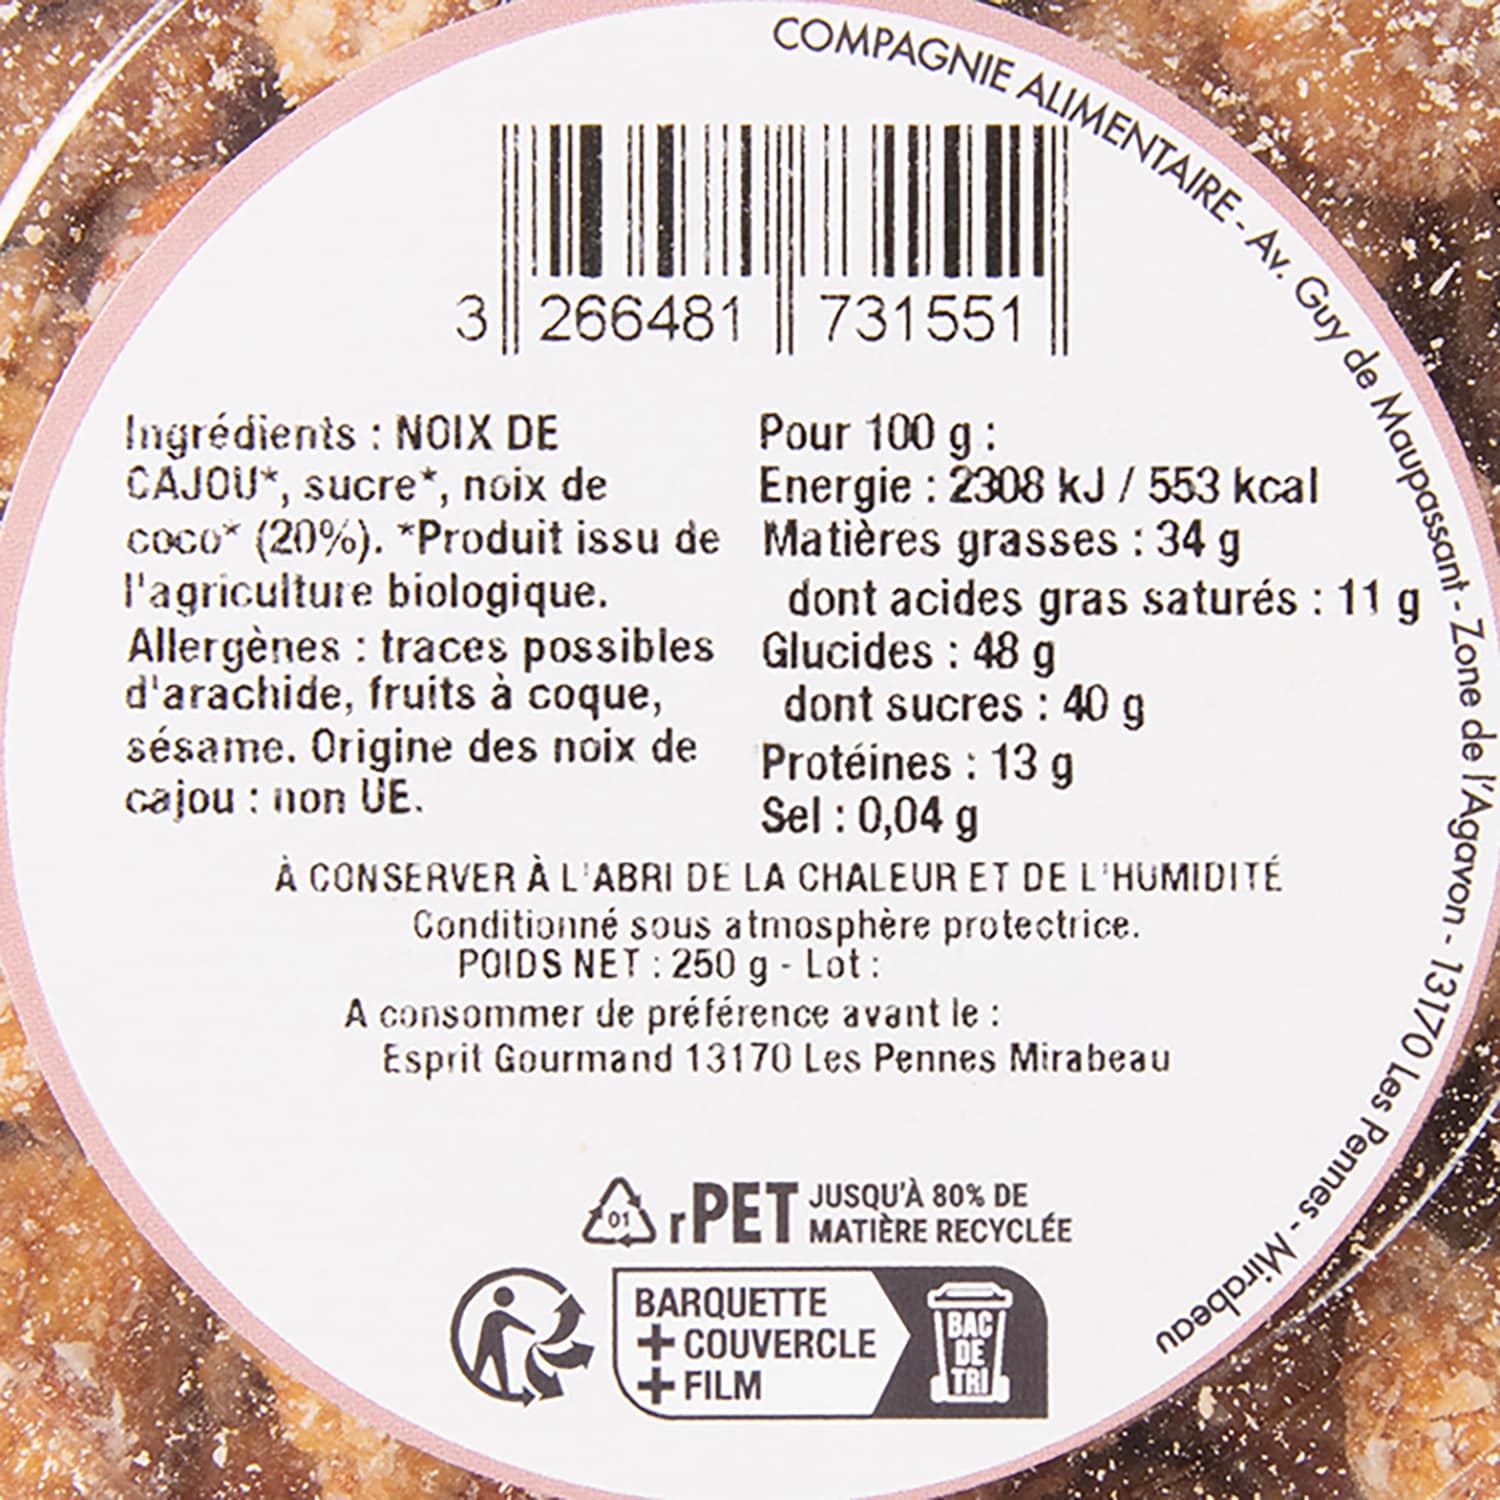 COMPAGNIE ALIMENTAIRE - Av. Guy de Maupassant - Zone de l'Agavon - 13170 Les Pennes - Mirabeau
3 266481 731551
Ingrédients : NOIX DE
CAJOU*, sucre*, noix de
coco* (20%). *Produit issu de
l'agriculture biologique.
Allergènes : traces possibles
d'arachide, fruits à coque,
sésame. Origine des noix de
cajou : non UE.
Pour 100 g :
Energie : 2308 kJ / 553 kcal
Matières grasses : 34 g
dont acides gras saturés : 11 g
Glucides : 48 g
dont sucres : 40 g
Protéines : 13 g
Sel : 0,04 g
À CONSERVER À L'ABRI DE LA CHALEUR ET DE L'HUMIDITÉ
Conditionné sous atmosphère protectrice.
POIDS NET : 250 g - Lot :
A consommer de préférence avant le :
Esprit Gourmand 13170 Les Pennes Mirabeau
01 rPET JUSQU'À 80% DE
MATIÈRE RECYCLÉE
BARQUETTE
+ COUVERCLE
+ FILM
BAC
DE
TRI